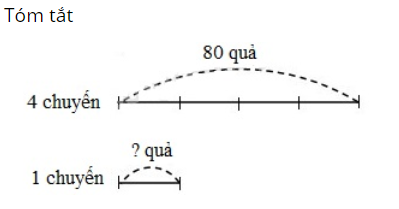 Tóm tắt
80 quả
4 chuyến
? quả
1 chuyến